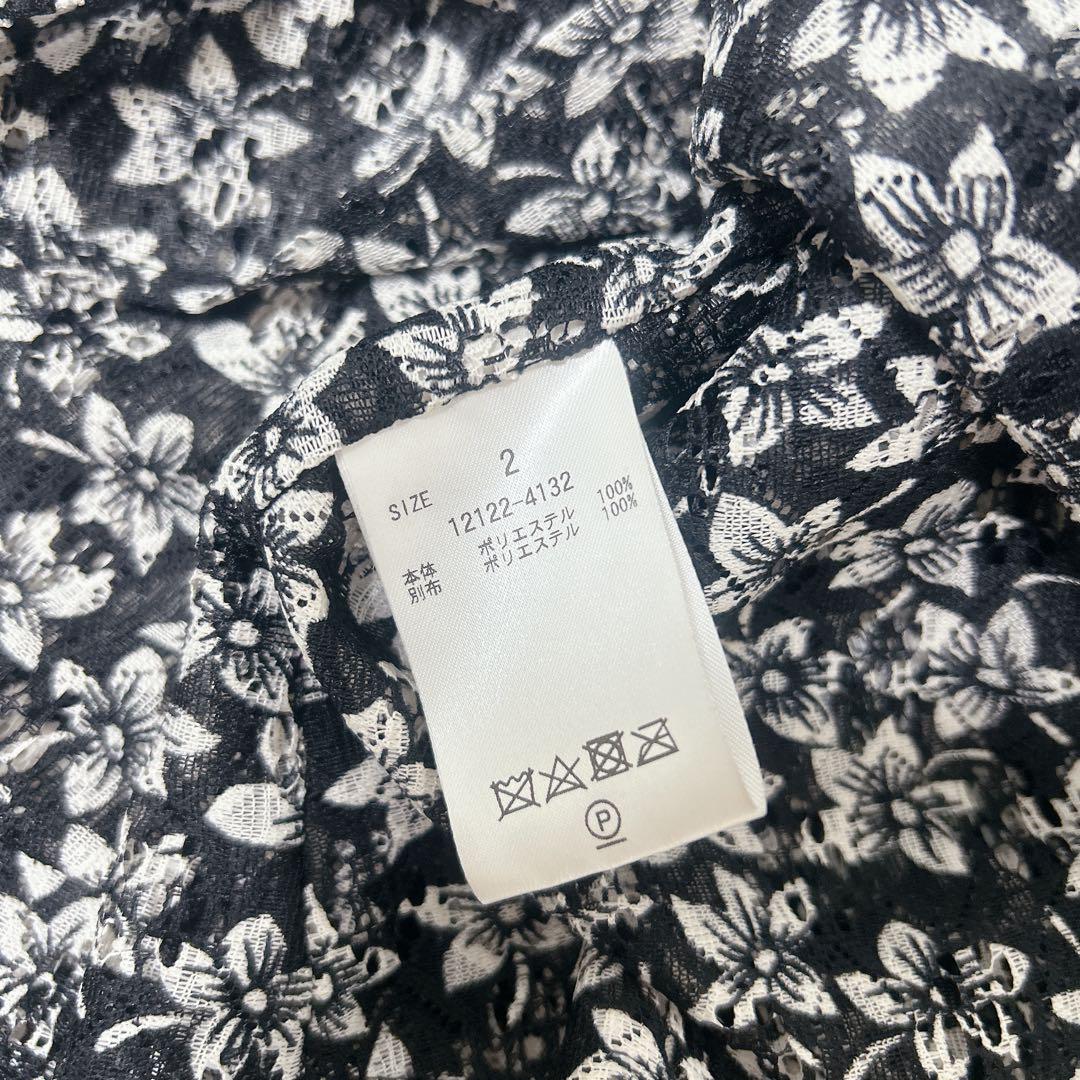 SIZE 2
12122-4132
本体 ポリエステル 100%
別布 ポリエステル 100%
P